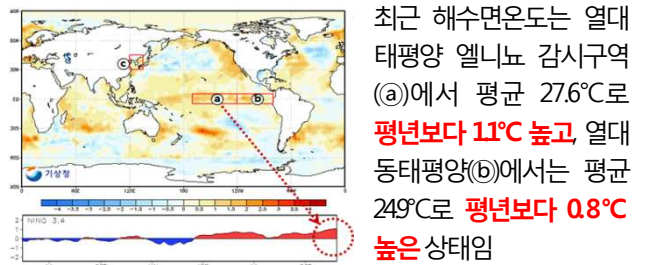 최근 해수면온도는 열대
태평양 엘니뇨 감시구역
(ⓐ)에서 평균 27.6℃로
평년보다 1.1℃ 높고, 열대
동태평양(ⓑ)에서는 평균
24.9℃로 평년보다 0.8℃
높은 상태임
ⓒ
ⓐ ⓑ
기상청
NINO 3.4